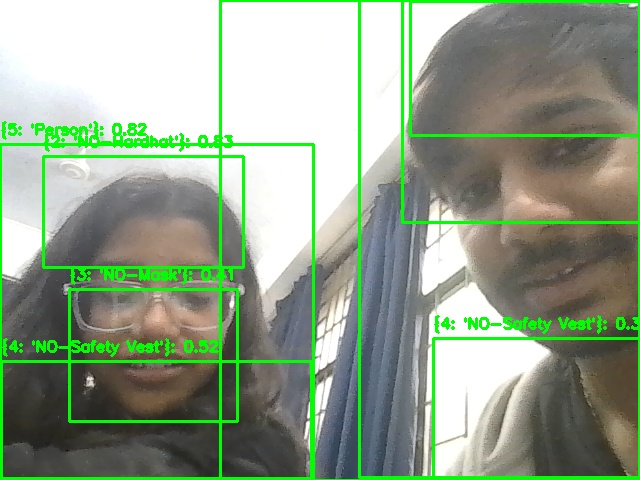 {5: 'Person'}: 0.82
{2: 'NO-Hardhat'}: 0.83
{3: 'NO-Mask'}: 0.41
{4: 'NO-Safety Vest'}: 0.3
{4: 'NO-Safety Vest'}: 0.52